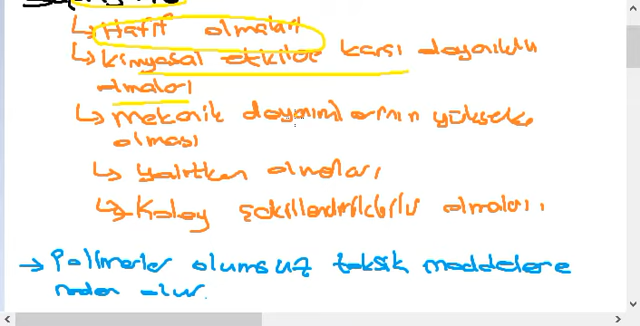 ↳ Hafif olmaları
↳ Kimyasal etkilere karşı dayanıklı
olmaları
↳ mekanik dayanımlarının yüksek
olması
↳ yalıtkan olmaları
↳ Kolay şekillendirilebilir olmaları,
→ Polimerler olumsuz toksik maddelere
neden olur.